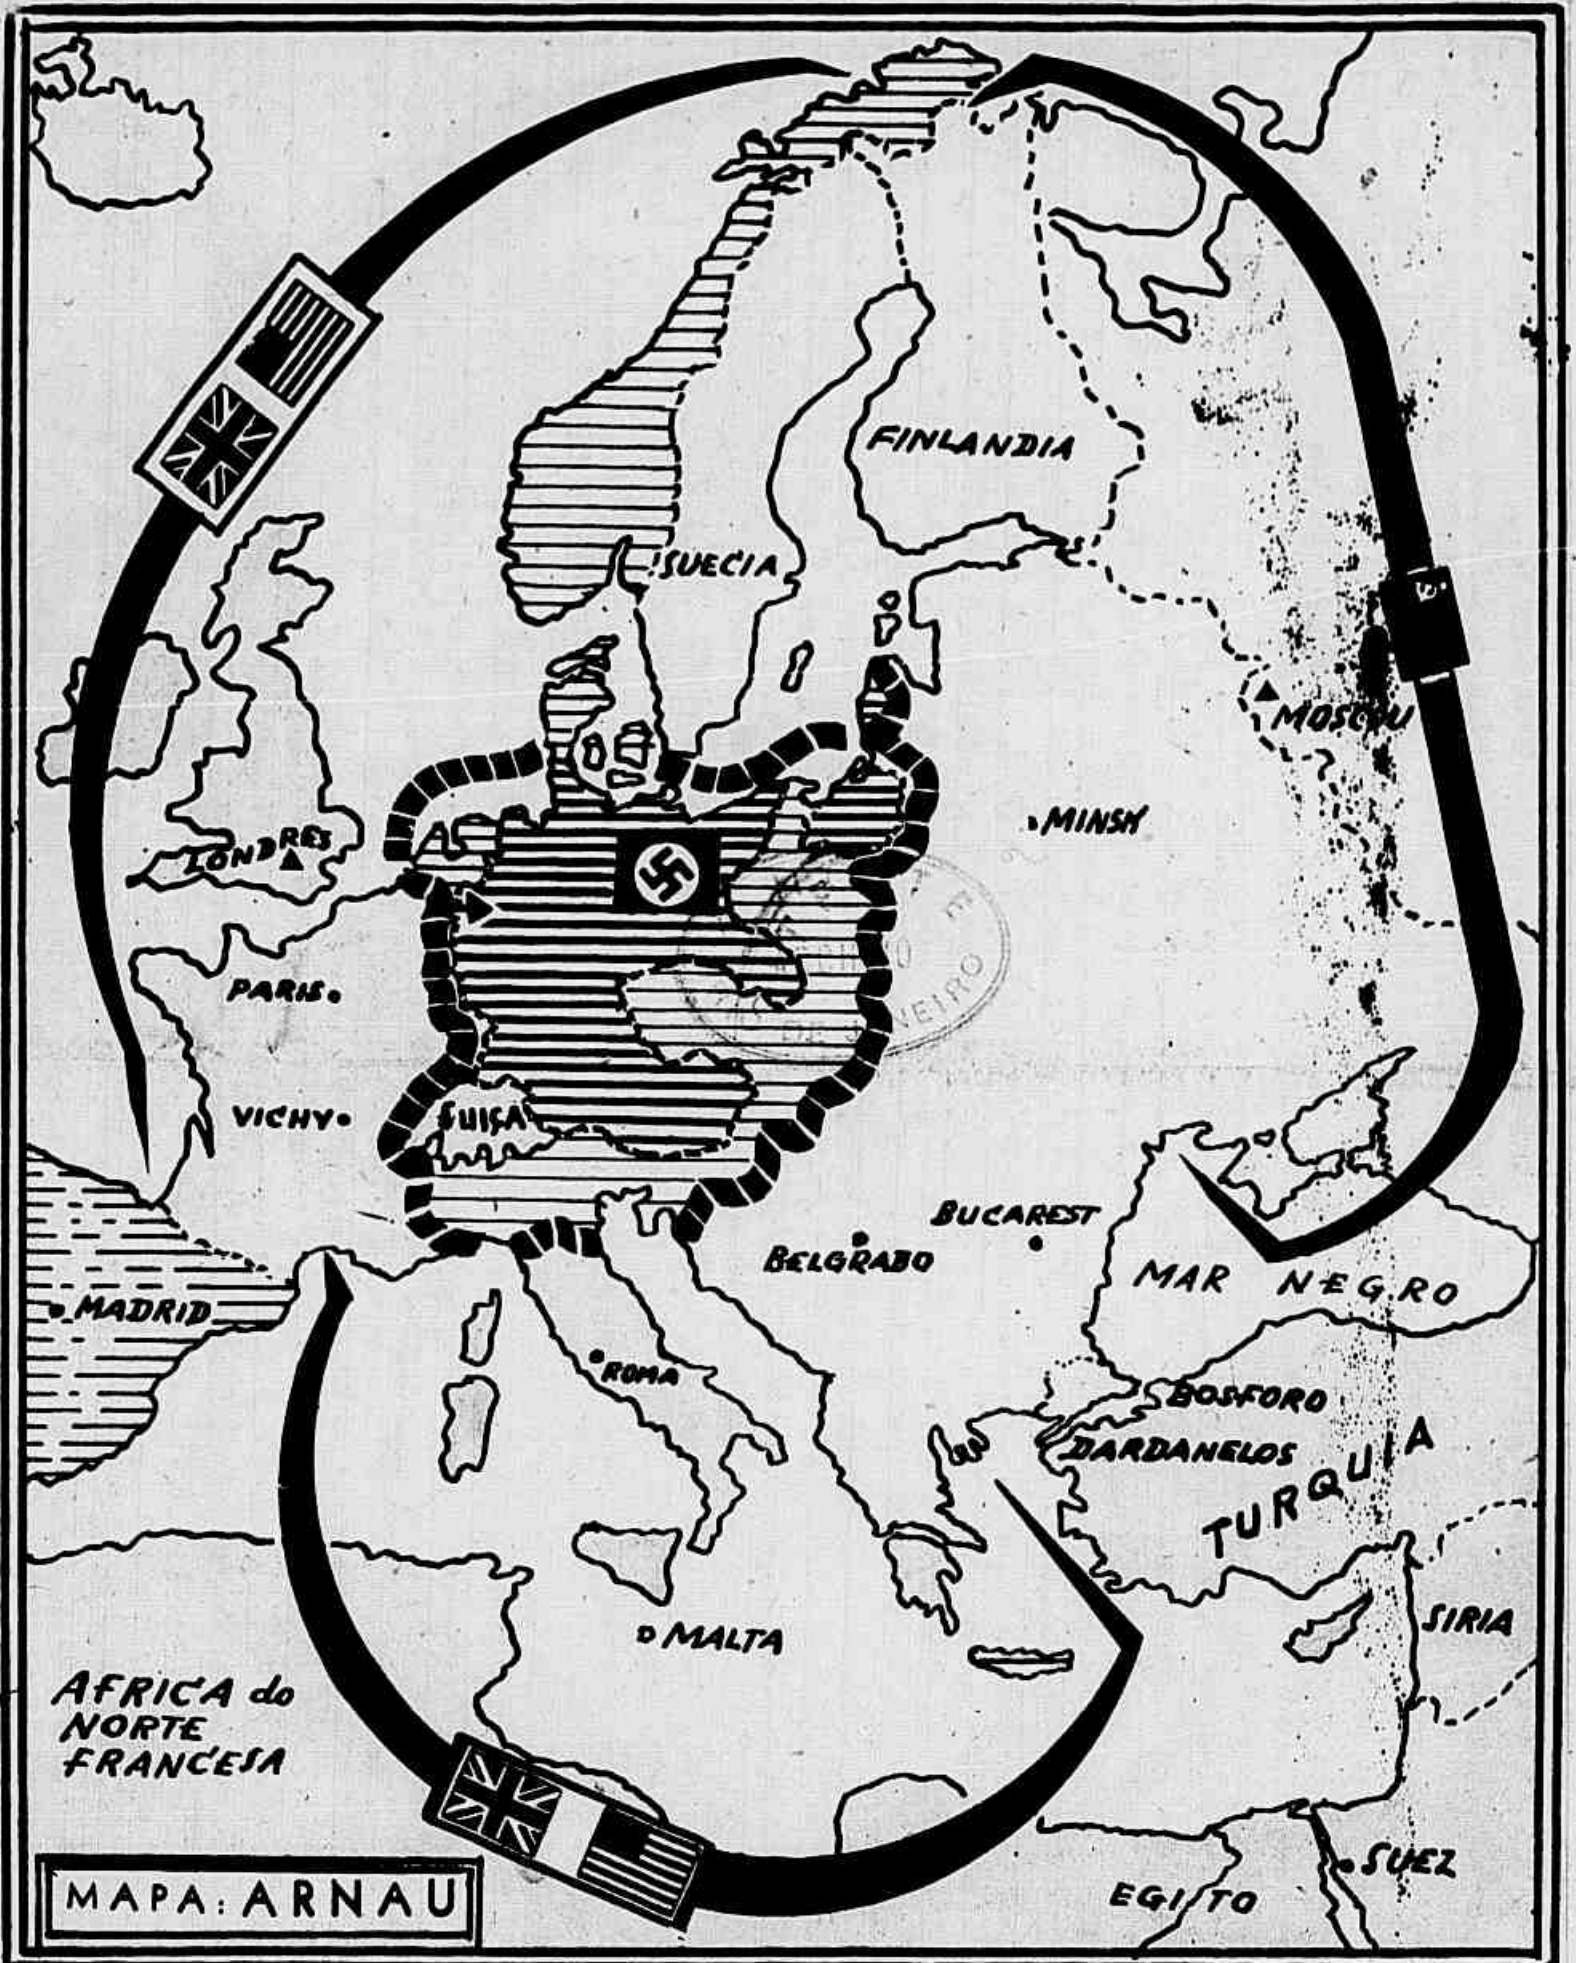 FINLANDIA
SUECIA
MOSCOU
MINSK
LONDRES
PARIS
VICHY
SUISA
BUCAREST
BELGRADO
MAR NEGRO
MADRID
ROMA
BOSFORO
DARDANELOS
TURQUIA
MALTA
SIRIA
AFRICA do
NORTE
FRANCESA
SUEZ
EGITO
MAPA: ARNAU